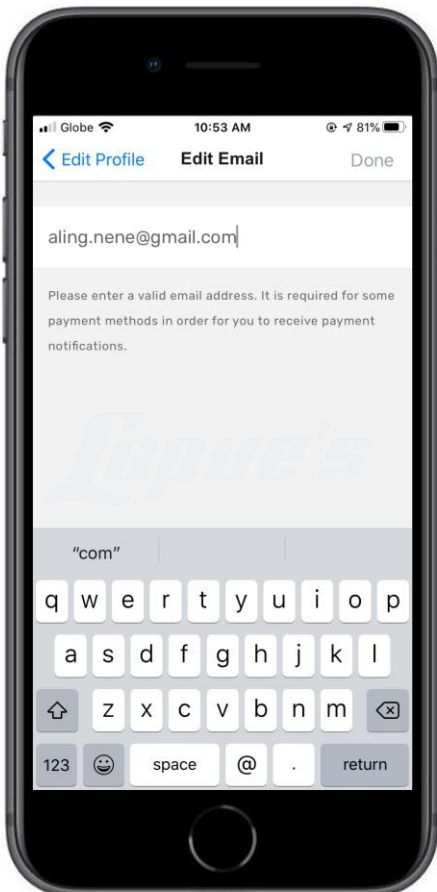 Globe 10:53 AM 81%
Edit Profile Edit Email Done
aling.nene@gmail.com
Please enter a valid email address. It is required for some
payment methods in order for you to receive payment
notifications.
Lopue's
"com"
q w e r t y u i o p
a s d f g h j k l
z x c v b n m
123 space @ . return